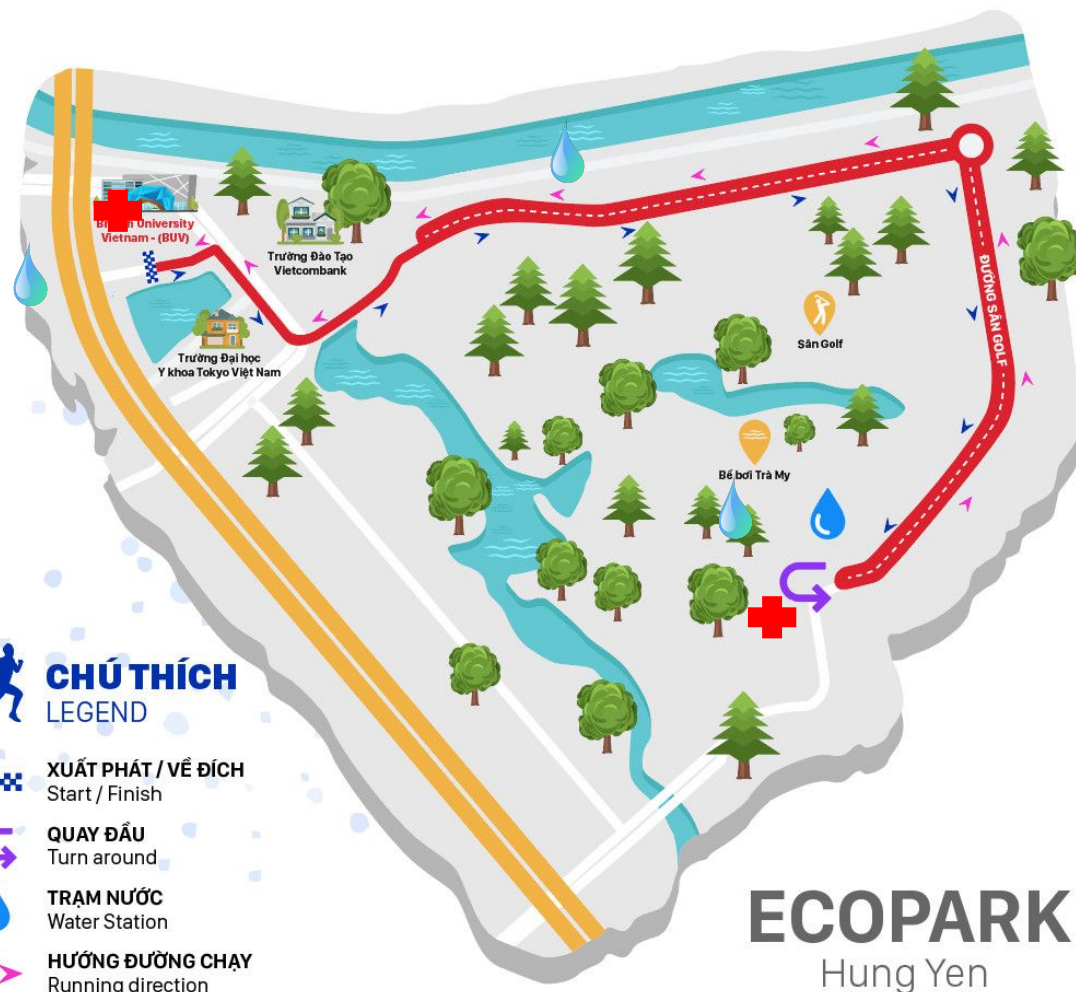 University
Vietnam - (BUV)
Trường Đào Tạo
Vietcombank
Trường Đại học
Y khoa Tokyo Việt Nam
Sân Golf
ĐƯỜNG SÂN GOLF
Bể bơi Trà My
CHÚ THÍCH
LEGEND
XUẤT PHÁT / VỀ ĐÍCH
Start / Finish
QUAY ĐẦU
Turn around
TRẠM NƯỚC
Water Station
HƯỚNG ĐƯỜNG CHẠY
Running direction
ECOPARK
Hung Yen